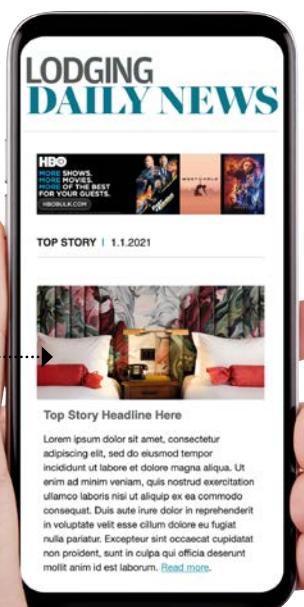 LODGING
DAILY NEWS
HBO
MORE SHOWS.
MORE MOVIES.
MORE OF THE BEST
FOR YOUR GUESTS.
HBOBULK.COM
WESTWORLD
TOP STORY | 1.1.2021
Top Story Headline Here
Lorem ipsum dolor sit amet, consectetur
adipiscing elit, sed do eiusmod tempor
incididunt ut labore et dolore magna aliqua. Ut
enim ad minim veniam, quis nostrud exercitation
ullamco laboris nisi ut aliquip ex ea commodo
consequat. Duis aute irure dolor in reprehenderit
in voluptate velit esse cillum dolore eu fugiat
nulla pariatur. Excepteur sint occaecat cupidatat
non proident, sunt in culpa qui officia deserunt
mollit anim id est laborum. Read more.